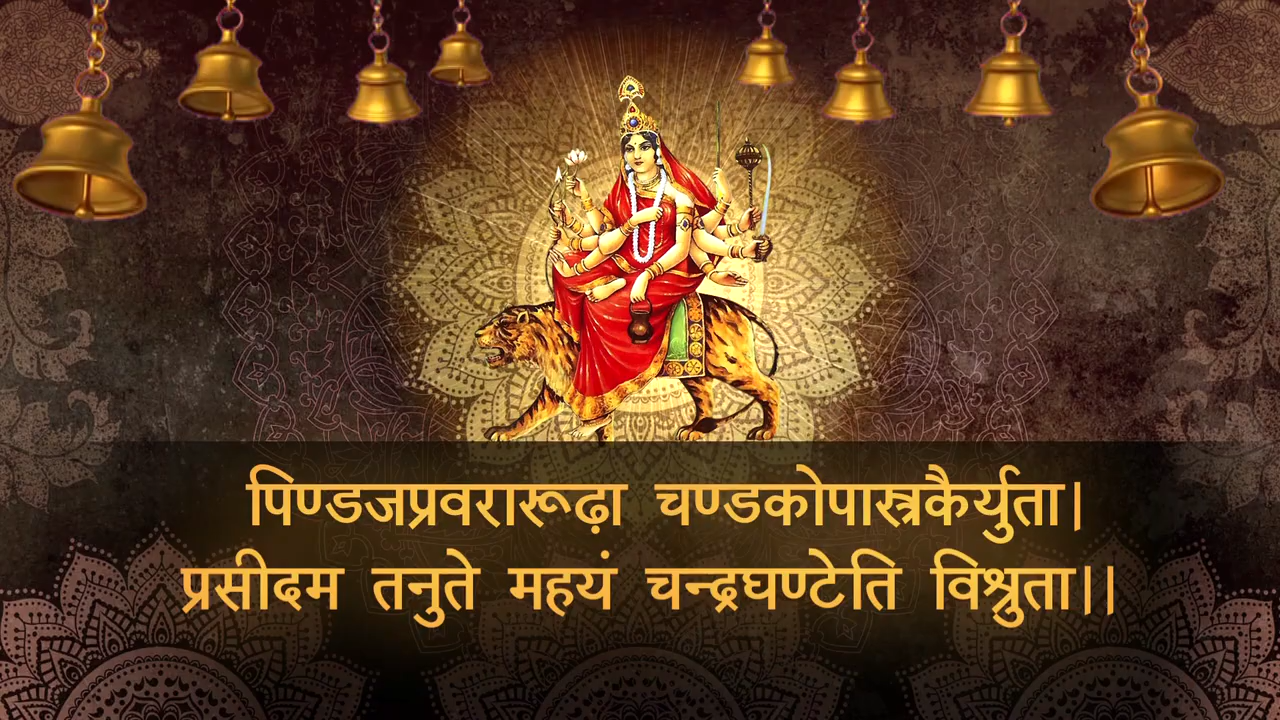 पिण्डजप्रवरारूढ़ा चण्डकोपास्त्रकैर्युता|
प्रसीदम तनुते महयं चन्द्रघण्टेति विश्रुता||